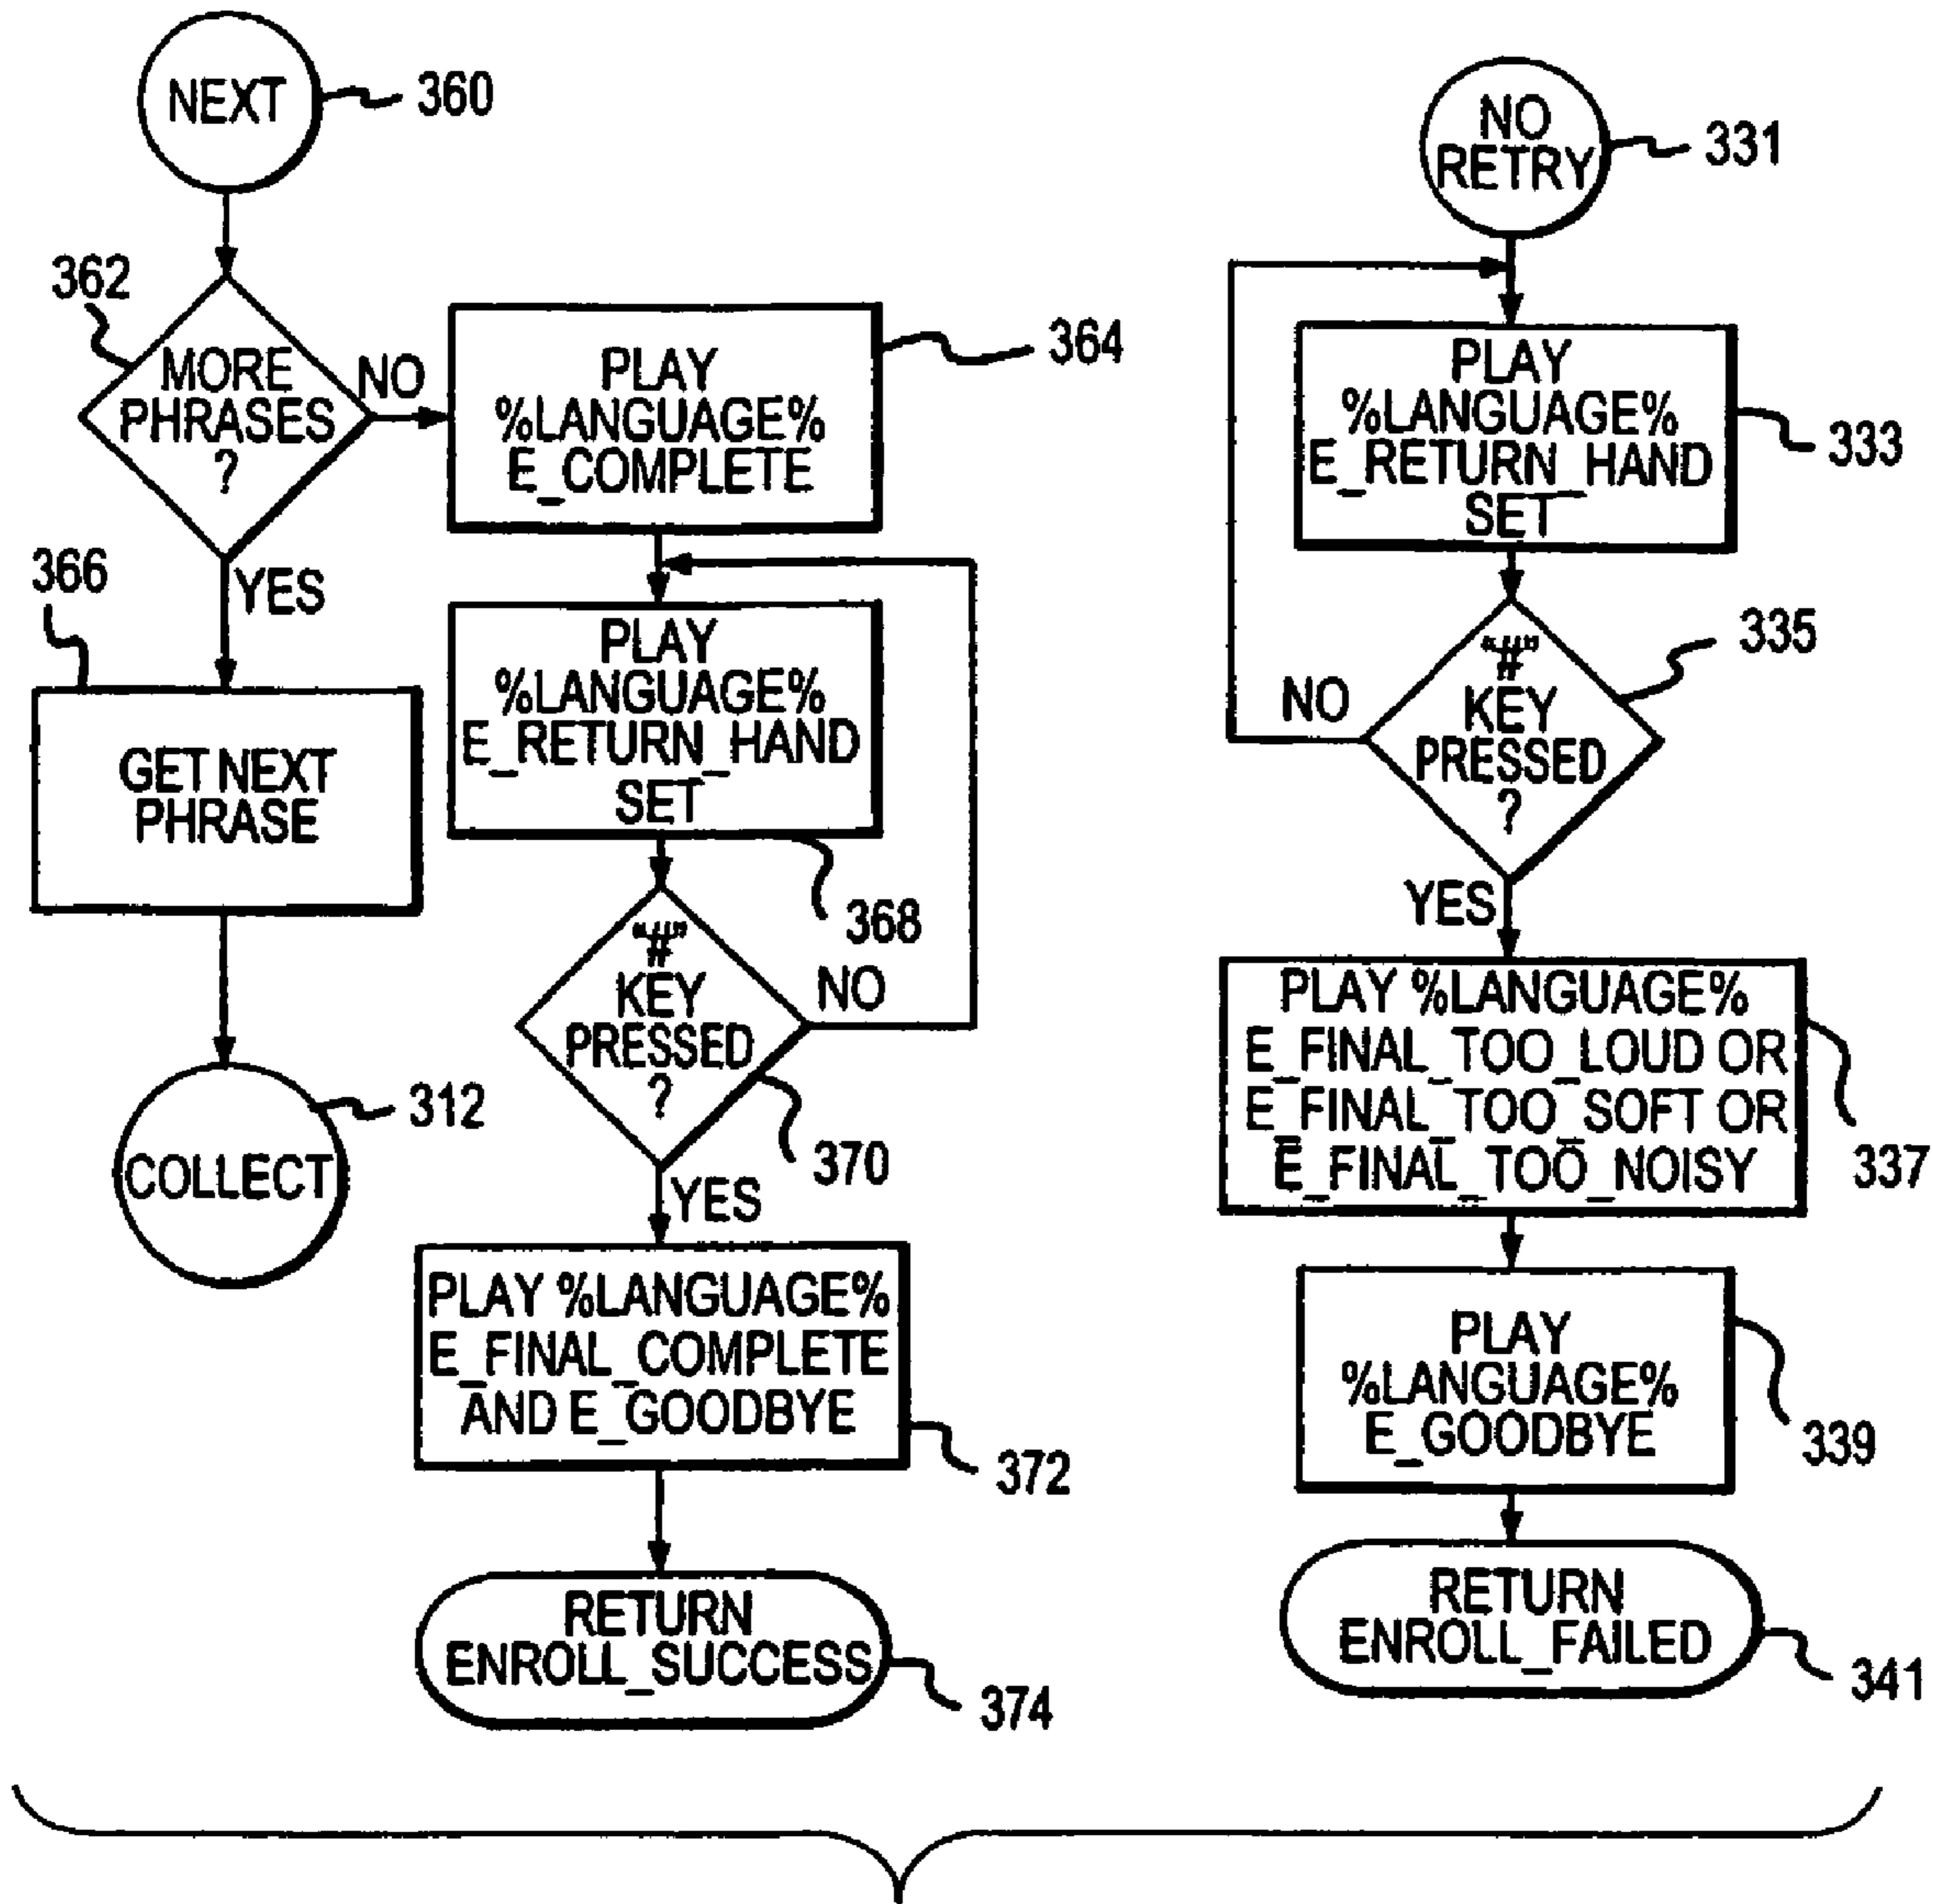 NEXT
360
362
MORE
PHRASES
?
NO
YES
364
PLAY
%LANGUAGE%
E_COMPLETE
366
GET NEXT
PHRASE
312
COLLECT
PLAY
%LANGUAGE%
E_RETURN_HAND
SET
368
"#"
KEY
PRESSED
?
NO
370
YES
PLAY %LANGUAGE%
E_FINAL_COMPLETE
AND E_GOODBYE
372
RETURN
ENROLL_SUCCESS
374
NO
RETRY
331
PLAY
%LANGUAGE%
E_RETURN_HAND
SET
333
"#"
KEY
PRESSED
?
335
NO
YES
PLAY %LANGUAGE%
E_FINAL_TOO_LOUD OR
E_FINAL_TOO_SOFT OR
E_FINAL_TOO_NOISY
337
PLAY
%LANGUAGE%
E_GOODBYE
339
RETURN
ENROLL_FAILED
341